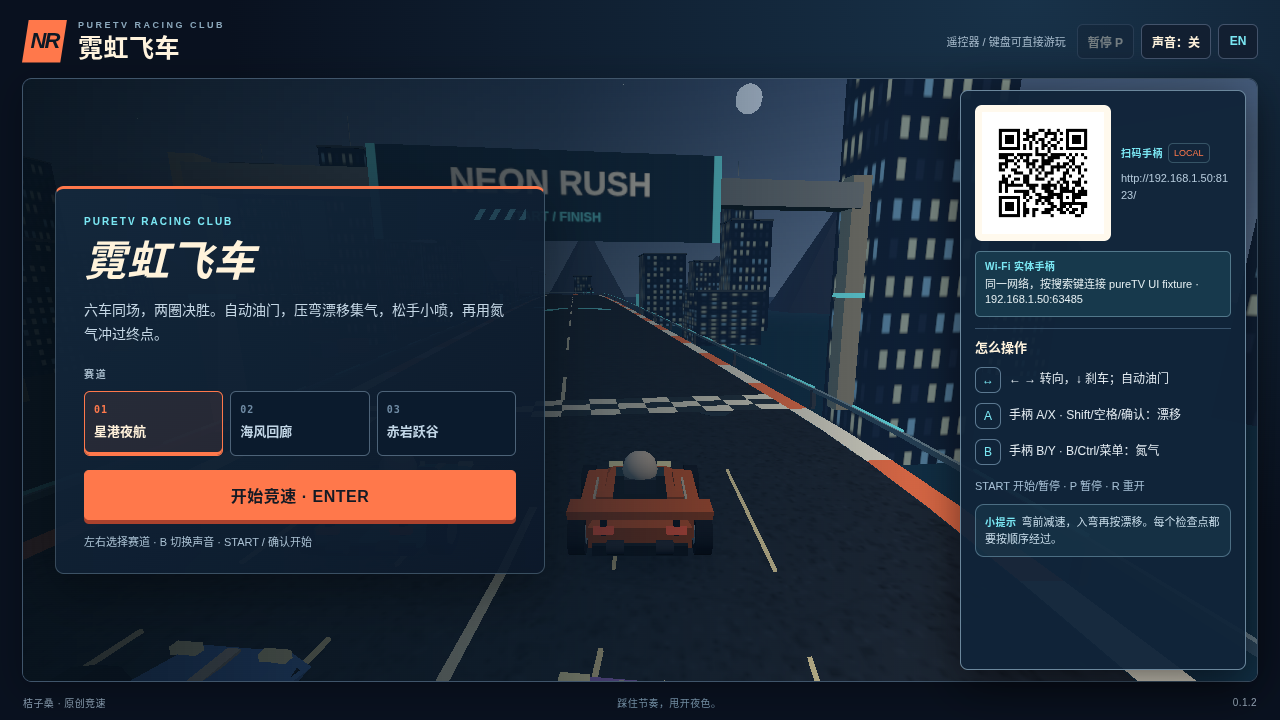 NR
PURETV RACING CLUB
霓虹飞车
遥控器 / 键盘可直接游玩
暂停 P
声音：关
EN
NEON RUSH
T / FINISH
PURETV RACING CLUB
霓虹飞车
六车同场，两圈决胜。自动油门，压弯漂移集气，松手小喷，再用氮
气冲过终点。
赛道
01
星港夜航
02
海风回廊
03
赤岩跃谷
开始竞速 · ENTER
左右选择赛道 · B 切换声音 · START / 确认开始
扫码手柄 LOCAL
http://192.168.1.50:81
23/
Wi-Fi 实体手柄
同一网络，按搜索键连接 pureTV UI fixture ·
192.168.1.50:63485
怎么操作
↔ ← → 转向，↓ 刹车；自动油门
A 手柄 A/X · Shift/空格/确认：漂移
B 手柄 B/Y · B/Ctrl/菜单：氮气
START 开始/暂停 · P 暂停 · R 重开
小提示 弯前减速，入弯再按漂移。每个检查点都
要按顺序经过。
桔子桑 · 原创竞速
踩住节奏，甩开夜色。
0.1.2